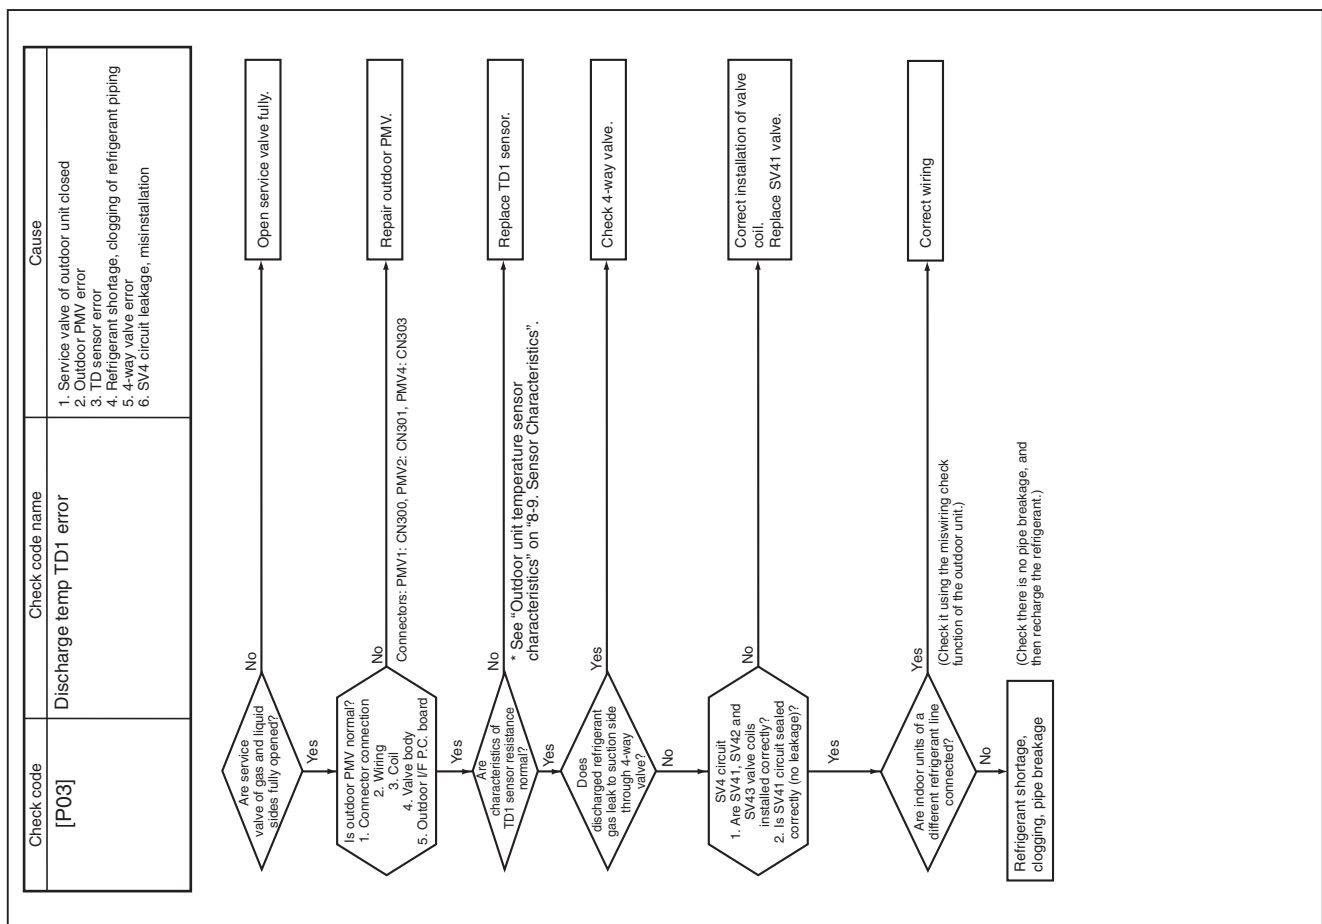 Check code
Check code name
Cause
[P03]
Discharge temp TD1 error
1. Service valve of outdoor unit closed
2. Outdoor PMV error
3. TD sensor error
4. Refrigerant shortage, clogging of refrigerant piping
5. 4-way valve error
6. SV4 circuit leakage, misinstallation
Are service
valve of gas and liquid
sides fully opened?
No
Open service valve fully.
Yes
Is outdoor PMV normal?
1. Connector connection
2. Wiring
3. Coil
4. Valve body
5. Outdoor I/F P.C. board
No
Repair outdoor PMV.
Connectors: PMV1: CN300, PMV2: CN301, PMV4: CN303
Yes
Are
characteristics of
TD1 sensor resistance
normal?
No
Replace TD1 sensor.
* See “Outdoor unit temperature sensor
characteristics” on “8-9. Sensor Characteristics”.
Yes
Does
discharged refrigerant
gas leak to suction side
through 4-way
valve?
Yes
Check 4-way valve.
No
SV4 circuit
1. Are SV41, SV42 and
SV43 valve coils
installed correctly?
2. Is SV41 circuit sealed
correctly (no leakage)?
No
Correct installation of valve
coil.
Replace SV41 valve.
Yes
Are indoor units of a
different refrigerant line
connected?
Yes
Correct wiring
(Check it using the miswiring check
function of the outdoor unit.)
No
Refrigerant shortage,
clogging, pipe breakage
(Check there is no pipe breakage, and
then recharge the refrigerant.)